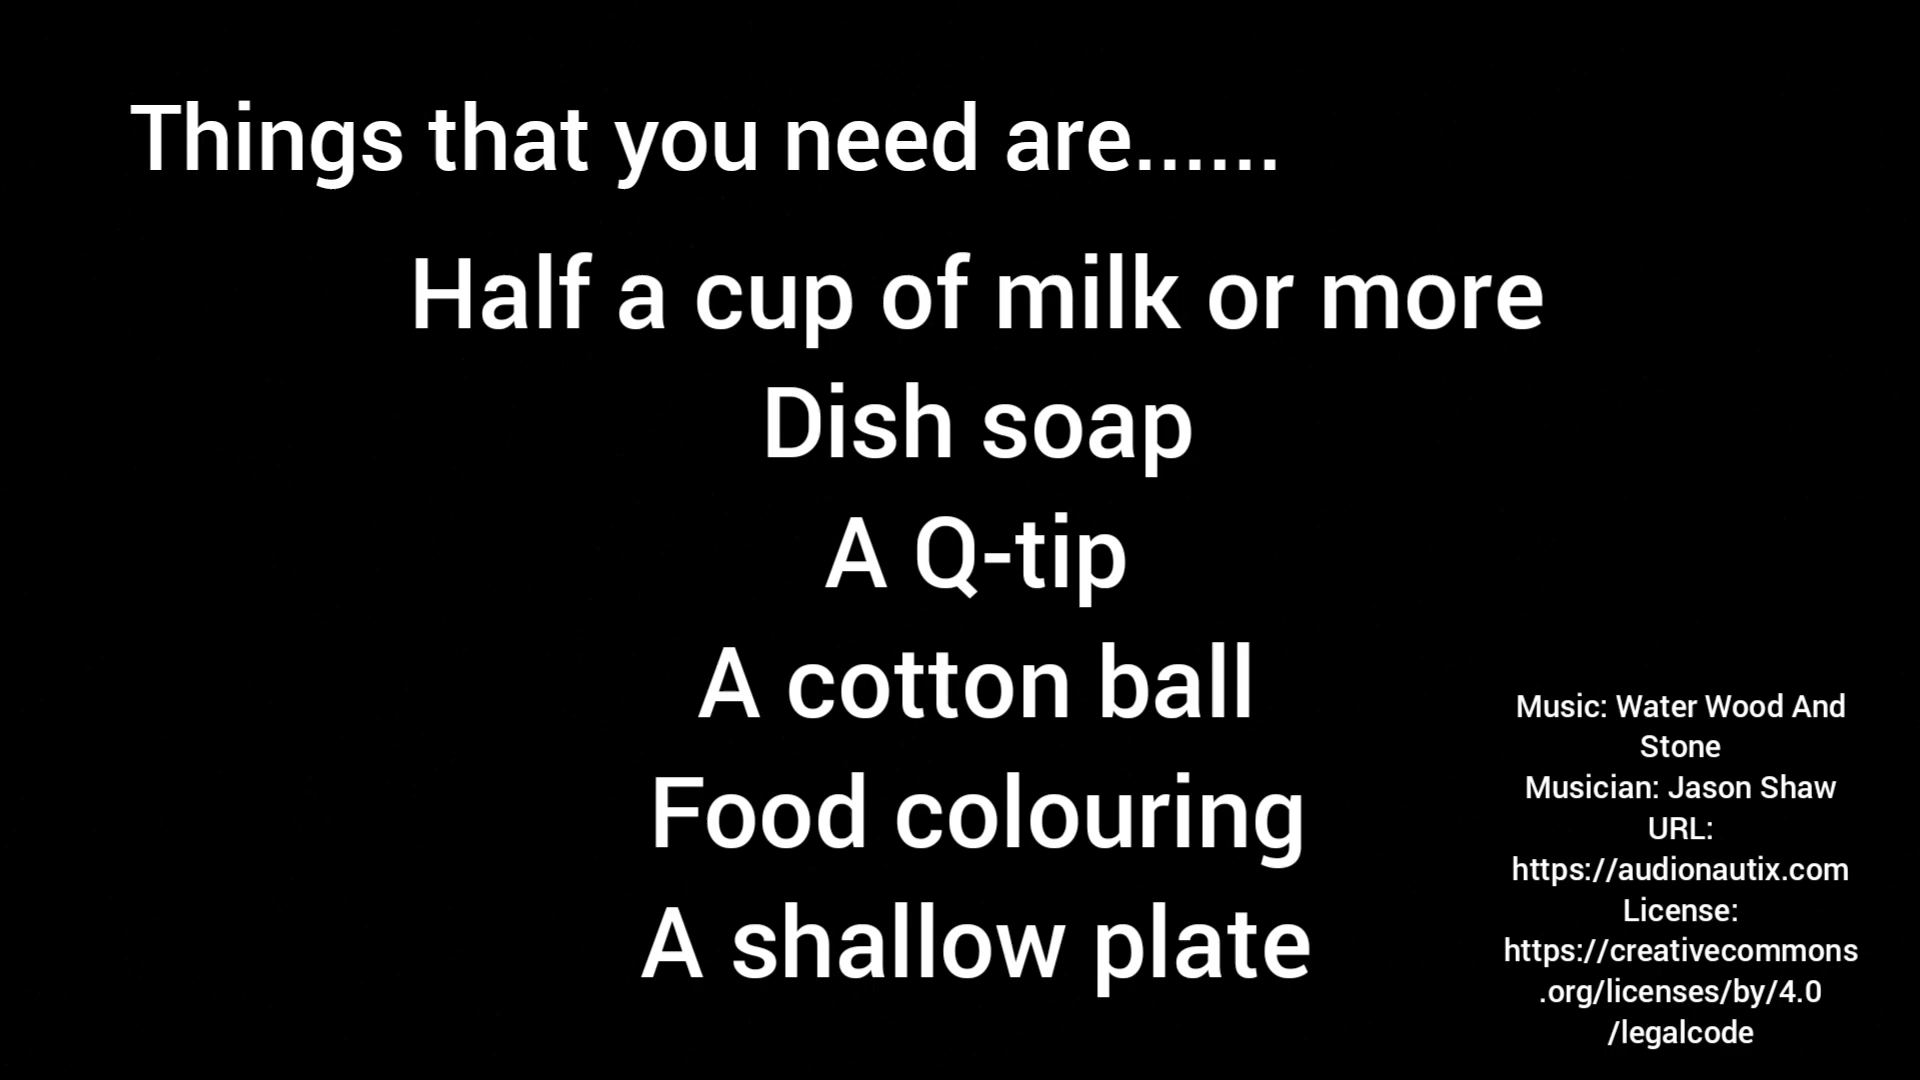 Things that you need are......
Half a cup of milk or more
Dish soap
A Q-tip
A cotton ball
Food colouring
A shallow plate
Music: Water Wood And
Stone
Musician: Jason Shaw
URL:
https://audionautix.com
License:
https://creativecommons
.org/licenses/by/4.0
/legalcode